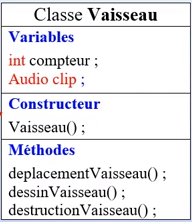 Classe Vaisseau
Variables
int compteur ;
Audio clip ;
Constructeur
Vaisseau() ;
Méthodes
deplacementVaisseau() ;
dessinVaisseau() ;
destructionVaisseau() ;